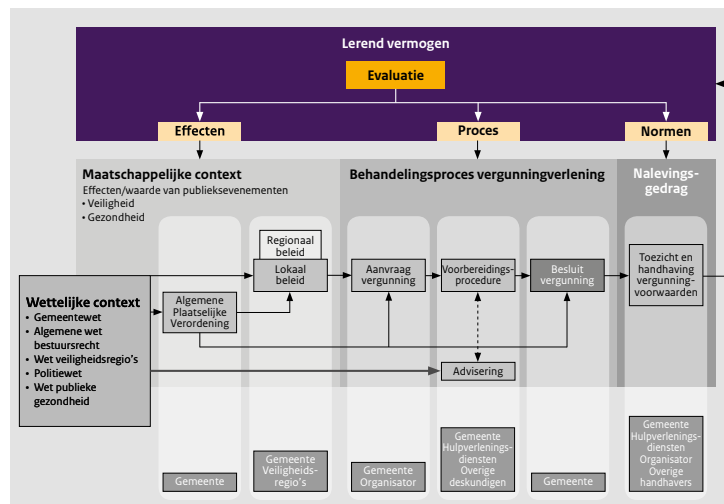 Lerend vermogen
Evaluatie
Effecten
Proces
Normen
Maatschappelijke context
Effecten/waarde van publieksevenementen
• Veiligheid
• Gezondheid
Behandelingsproces vergunningverlening
Nalevings-
gedrag
Regionaal
beleid
Lokaal
beleid
Aanvraag
vergunning
Voorbereidings-
procedure
Besluit
vergunning
Toezicht en
handhaving
vergunning-
voorwaarden
Wettelijke context
• Gemeentewet
• Algemene wet
bestuursrecht
• Wet veiligheidsregio's
• Politiewet
• Wet publieke
gezondheid
Algemene
Plaatselijke
Verordening
Advisering
Gemeente
Gemeente
Veiligheids-
regio's
Gemeente
Organisator
Gemeente
Hulpverlenings-
diensten
Overige
deskundigen
Gemeente
Gemeente
Hulpverlenings-
diensten
Organisator
Overige
handhavers